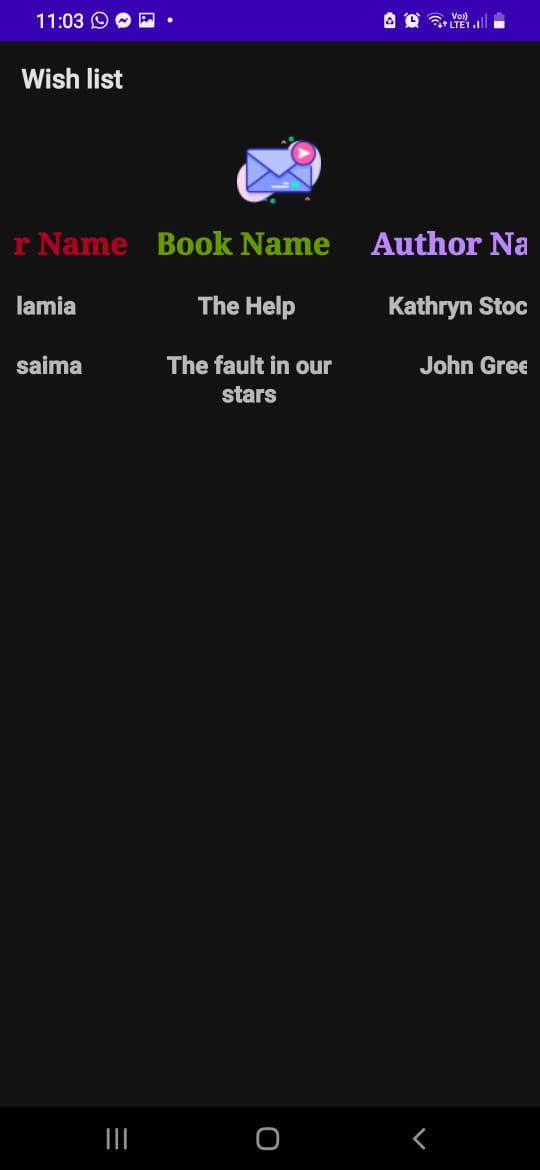 11:03
Vo)) LTE1
Wish list
r Name Book Name Author Na
lamia The Help Kathryn Stoc
saima The fault in our stars John Gree